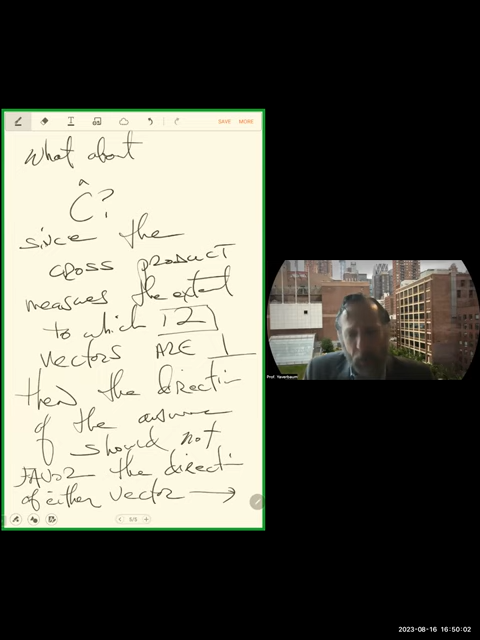 SAVE MORE
What about
Ĉ?
since the
cross product
measures the extent
to which 2
vectors ARE ⊥
then the directi
of the answer
should not
FAVOR the directi
of either vector →
5/5
Prof. Yaverbaum
2023-08-16 16:50:02